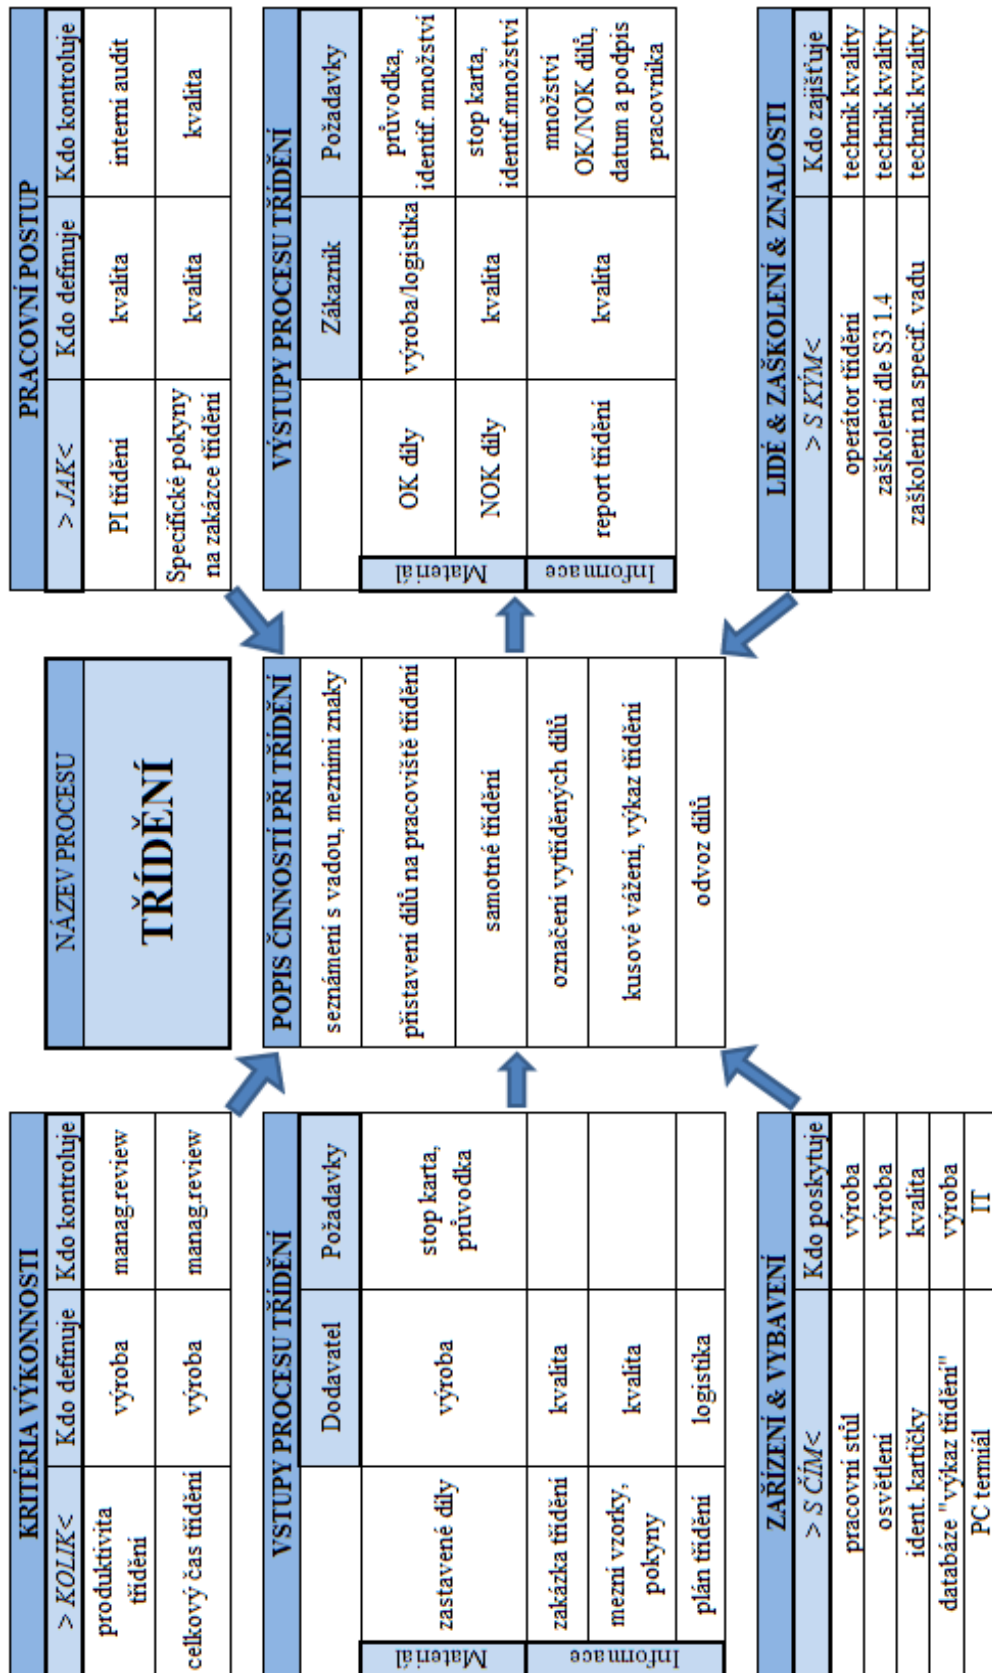 KRITÉRIA VÝKONNOSTI
> KOLIK< Kdo definuje Kdo kontroluje
produktivita
třídění
výroba manag.review
celkový čas třídění výroba manag.review
NÁZEV PROCESU
TŘÍDĚNÍ
PRACOVNÍ POSTUP
> JAK< Kdo definuje Kdo kontroluje
PI třídění kvalita interní audit
Specifické pokyny
na zakázce třídění
kvalita kvalita
VSTUPY PROCESU TŘÍDĚNÍ
Dodavatel Požadavky
Materiál
zastavené díly výroba
stop karta,
průvodka
Informace
zakázka třídění kvalita
mezní vzorky,
pokyny
kvalita
plán třídění logistika
POPIS ČINNOSTÍ PŘI TŘÍDĚNÍ
seznámení s vadou, mezními znaky
přistavení dílů na pracoviště třídění
samotné třídění
označení vytříděných dílů
kusové vážení, výkaz třídění
odvoz dílů
VÝSTUPY PROCESU TŘÍDĚNÍ
Zákazník Požadavky
Materiál
OK díly výroba/logistika
průvodka,
identif. množství
NOK díly kvalita
stop karta,
identif.množství
Informace
report třídění kvalita
množství
OK/NOK dílů,
datum a podpis
pracovníka
ZAŘÍZENÍ & VYBAVENÍ
> S ČÍM< Kdo poskytuje
pracovní stůl výroba
osvětlení výroba
ident. kartičky kvalita
databáze "výkaz třídění" výroba
PC termiál IT
LIDÉ & ZAŠKOLENÍ & ZNALOSTI
> S KÝM< Kdo zajišťuje
operátor třídění technik kvality
zaškolení dle S3 1.4 technik kvality
zaškolení na specif. vadu technik kvality